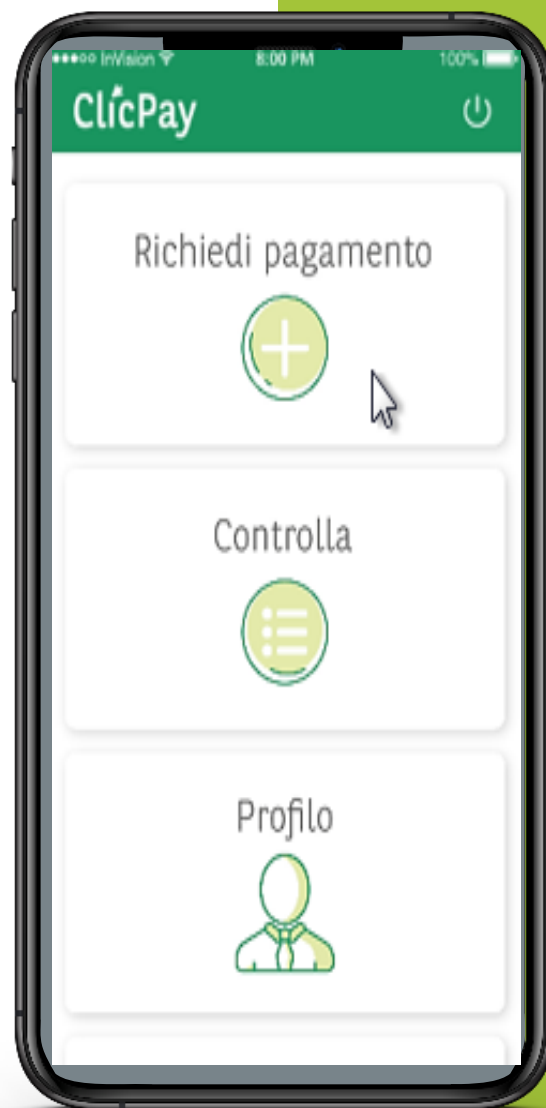 InVision 8:00 PM 100%
ClicPay
Richiedi pagamento
Controlla
Profilo